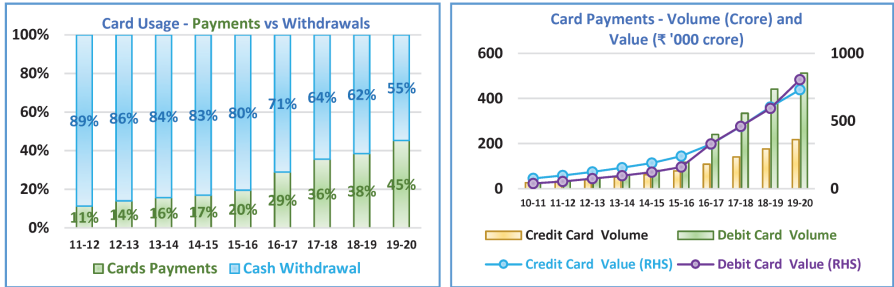 Card Usage - Payments vs Withdrawals
100%
80%
60%
40%
20%
0%
89% 86% 84% 83% 80% 71% 64% 62% 55%
11% 14% 16% 17% 20% 29% 36% 38% 45%
11-12 12-13 13-14 14-15 15-16 16-17 17-18 18-19 19-20
Cards Payments Cash Withdrawal
Card Payments - Volume (Crore) and
Value (₹ '000 crore)
600 1000
400
500
200
0 0
10-11 11-12 12-13 13-14 14-15 15-16 16-17 17-18 18-19 19-20
Credit Card Volume Debit Card Volume
Credit Card Value (RHS) Debit Card Value (RHS)